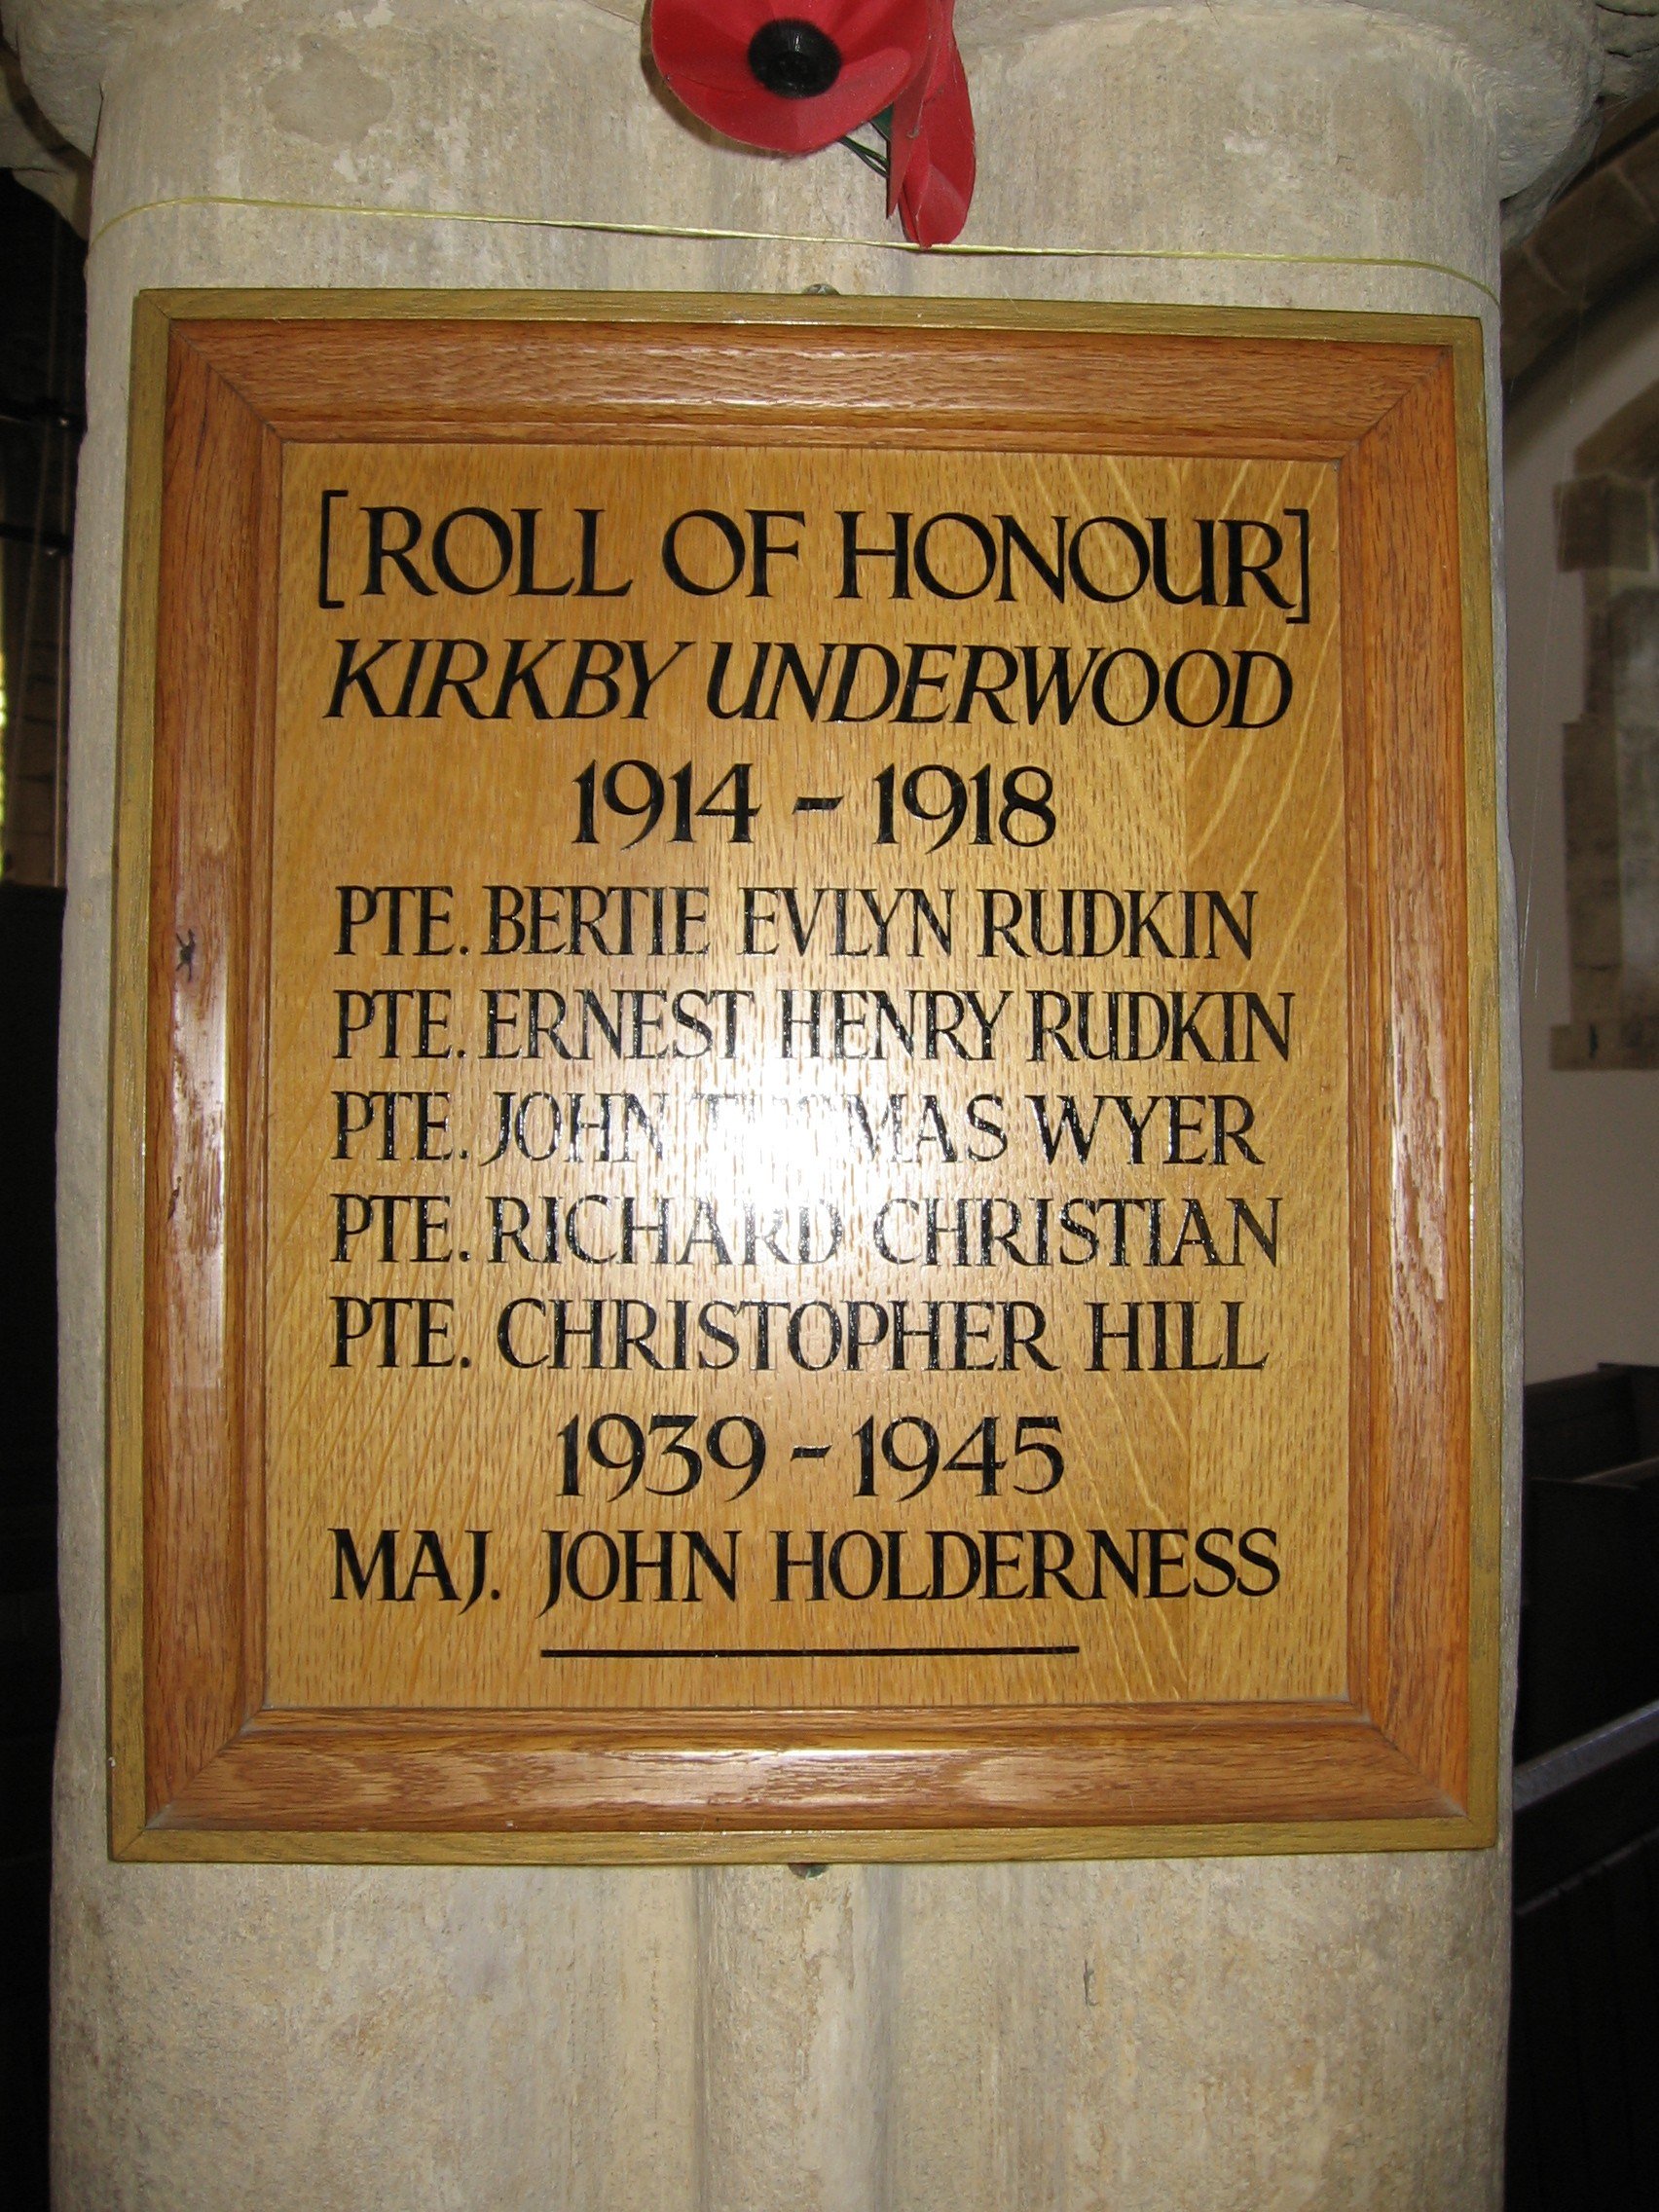 [ROLL OF HONOUR]
KIRKBY UNDERWOOD
1914 - 1918
PTE. BERTIE EVLYN RUDKIN
PTE. ERNEST HENRY RUDKIN
PTE. JOHN THOMAS WYER
PTE. RICHARD CHRISTIAN
PTE. CHRISTOPHER HILL
1939 - 1945
MAJ. JOHN HOLDERNESS